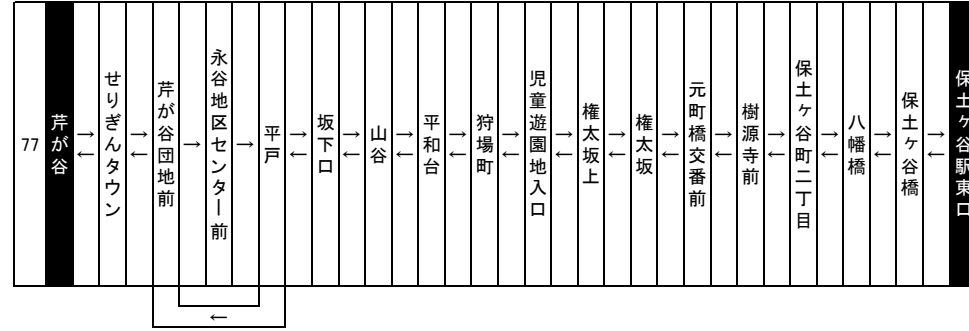 77
芹が谷
→
←
せりぎんタウン
→
←
芹が谷団地前
→
永谷地区センター前
→
平戸
→
←
坂下口
→
←
山谷
→
←
平和台
→
←
狩場町
→
←
児童遊園地入口
→
←
権太坂上
→
←
権太坂
→
←
元町橋交番前
→
←
樹源寺前
→
←
保土ヶ谷町二丁目
→
←
八幡橋
→
←
保土ヶ谷橋
→
←
保土ヶ谷駅東口
←